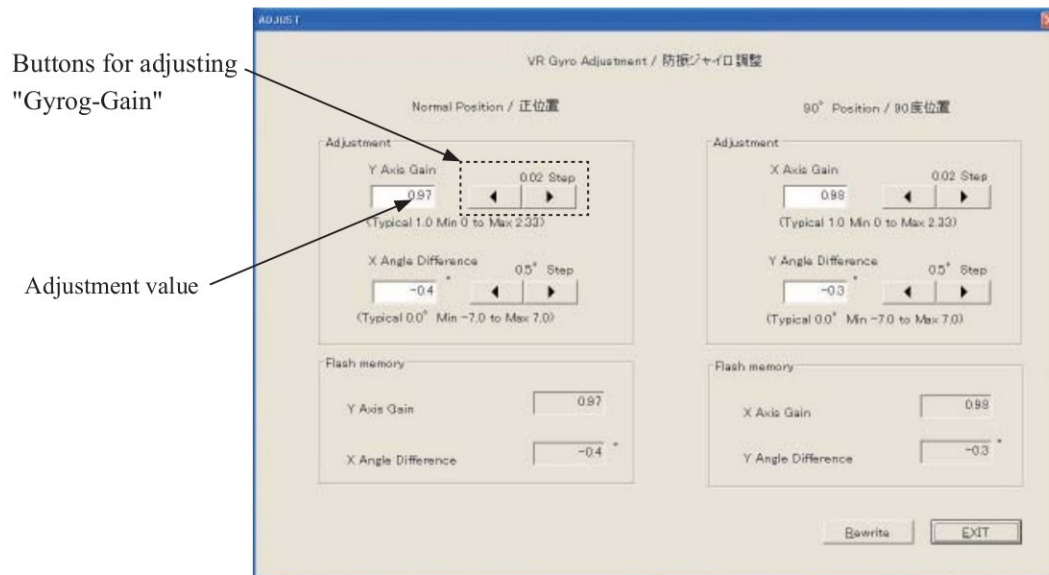 ADJUST
VR Gyro Adjustment / 防振ジャイロ調整
Buttons for adjusting
"Gyrog-Gain"
Adjustment value
Normal Position / 正位置
Adjustment
Y Axis Gain
0.02 Step
0.97
(Typical 1.0 Min 0 to Max 2.33)
X Angle Difference
0.5° Step
-0.4 °
(Typical 0.0° Min -7.0 to Max 7.0)
Flash memory
Y Axis Gain 0.97
X Angle Difference -0.4 °
90° Position / 90度位置
Adjustment
X Axis Gain
0.02 Step
0.98
(Typical 1.0 Min 0 to Max 2.33)
Y Angle Difference
0.5° Step
-0.3 °
(Typical 0.0° Min -7.0 to Max 7.0)
Flash memory
X Axis Gain 0.98
Y Angle Difference -0.3 °
Rewrite
EXIT